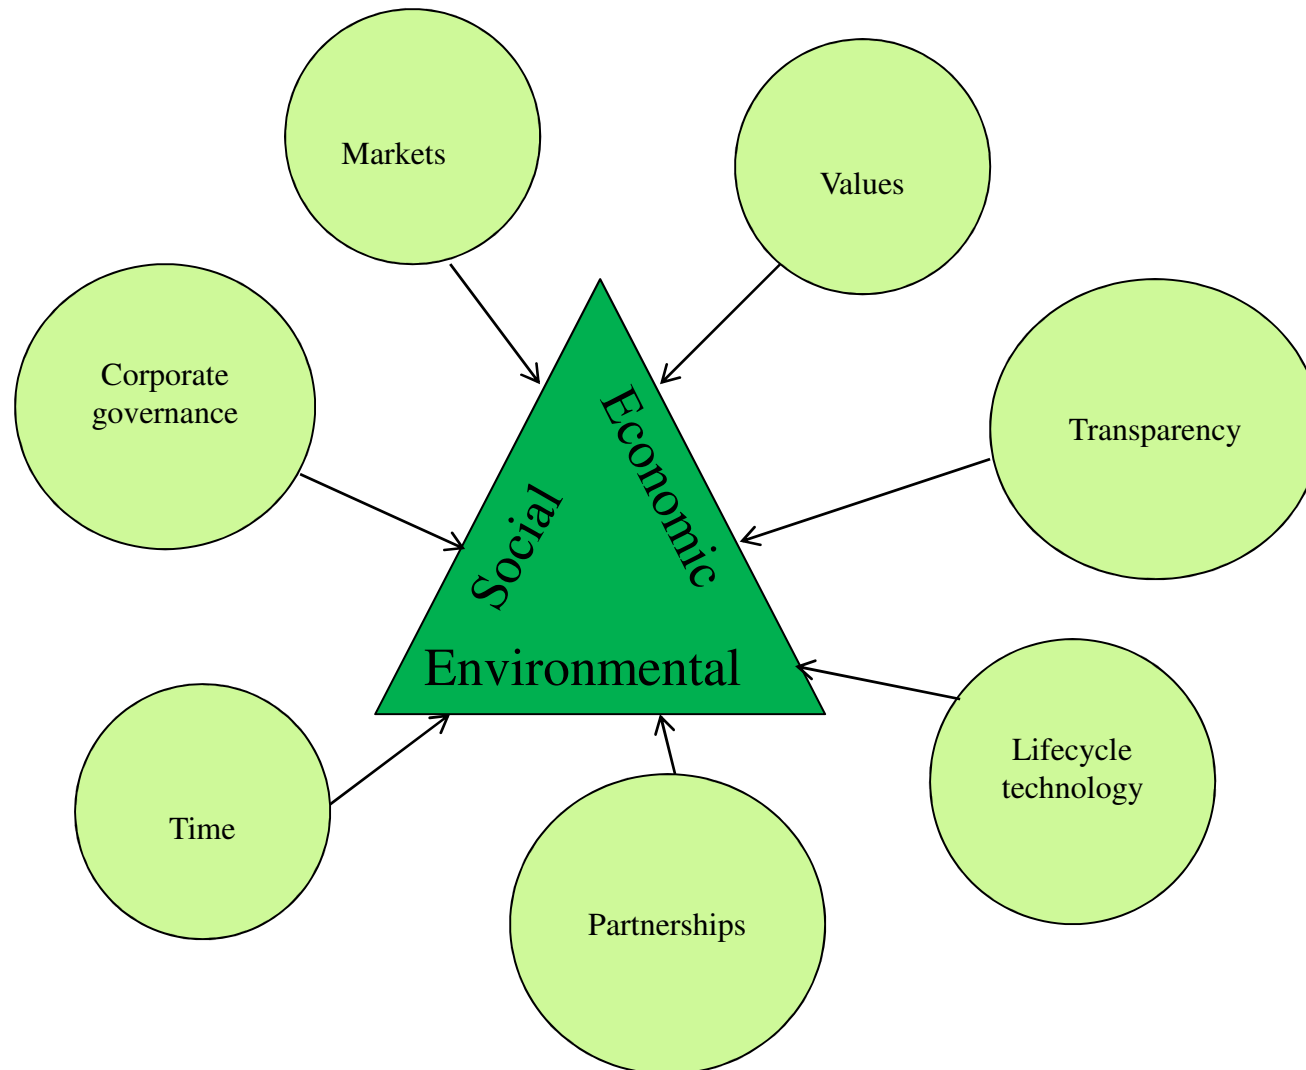 Markets
Values
Corporate
governance
Transparency
Economic
Social
Environmental
Lifecycle
technology
Time
Partnerships